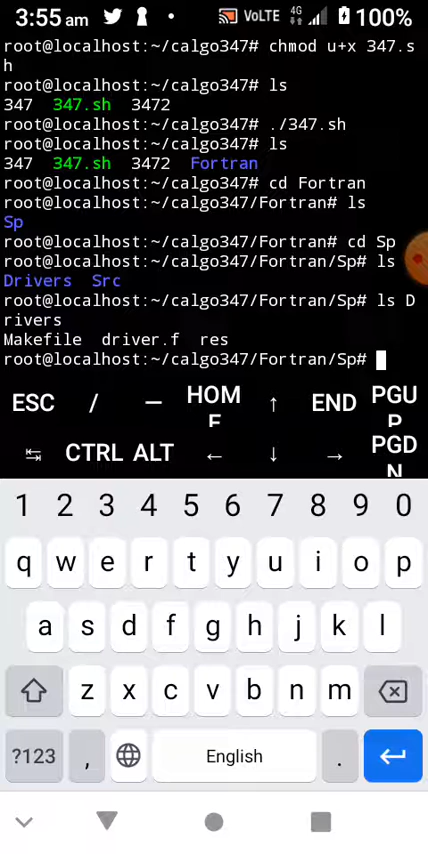 3:55 am VoLTE 4G 100%
root@localhost:~/calgo347# chmod u+x 347.s
h
root@localhost:~/calgo347# ls
347 347.sh 3472
root@localhost:~/calgo347# ./347.sh
root@localhost:~/calgo347# ls
347 347.sh 3472 Fortran
root@localhost:~/calgo347# cd Fortran
root@localhost:~/calgo347/Fortran# ls
Sp
root@localhost:~/calgo347/Fortran# cd Sp
root@localhost:~/calgo347/Fortran/Sp# ls
Drivers Src
root@localhost:~/calgo347/Fortran/Sp# ls D
rivers
Makefile driver.f res
root@localhost:~/calgo347/Fortran/Sp#
ESC / — HOM
E ↑ END PGU
P
↹ CTRL ALT ← ↓ → PGD
N
1 2 3 4 5 6 7 8 9 0
q w e r t y u i o p
a s d f g h j k l
z x c v b n m
?123 , English .